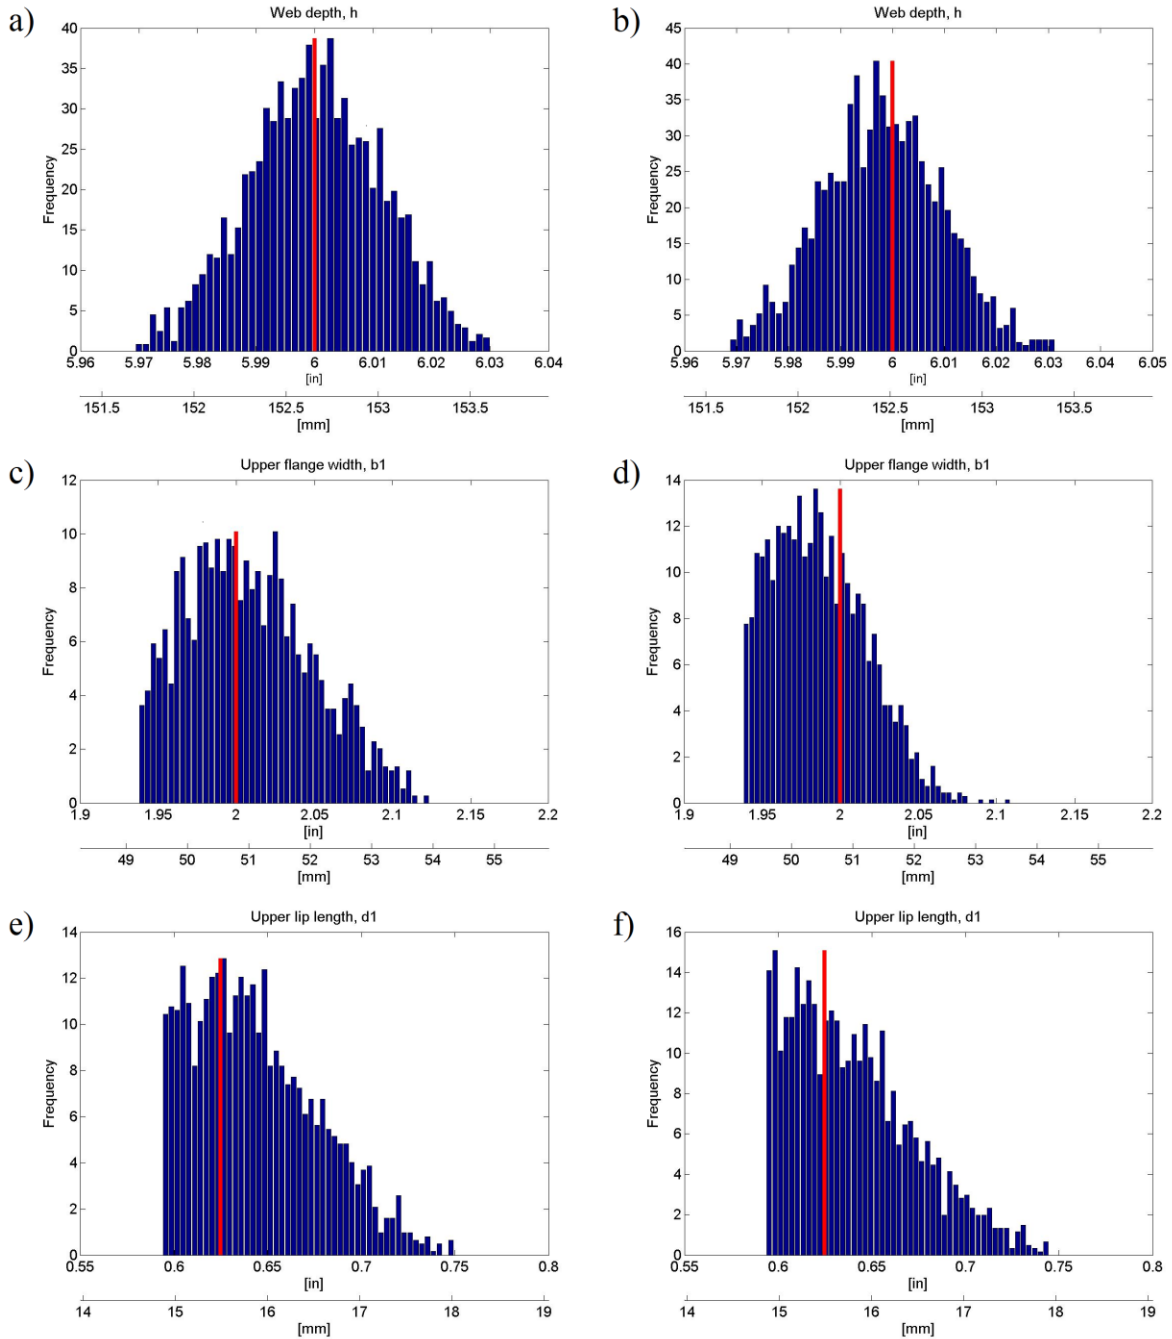 a)
Web depth, h
40
35
30
25
20
15
10
5
0
Frequency
5.96 5.97 5.98 5.99 6 6.01 6.02 6.03 6.04
[in]
151.5 152 152.5 153 153.5
[mm]
b)
Web depth, h
45
40
35
30
25
20
15
10
5
0
Frequency
5.96 5.97 5.98 5.99 6 6.01 6.02 6.03 6.04 6.05
[in]
151.5 152 152.5 153 153.5
[mm]
c)
Upper flange width, b1
12
10
8
6
4
2
0
Frequency
1.9 1.95 2 2.05 2.1 2.15 2.2
[in]
49 50 51 52 53 54 55
[mm]
d)
Upper flange width, b1
14
12
10
8
6
4
2
0
Frequency
1.9 1.95 2 2.05 2.1 2.15 2.2
[in]
49 50 51 52 53 54 55
[mm]
e)
Upper lip length, d1
14
12
10
8
6
4
2
0
Frequency
0.55 0.6 0.65 0.7 0.75 0.8
[in]
14 15 16 17 18 19
[mm]
f)
Upper lip length, d1
16
14
12
10
8
6
4
2
0
Frequency
0.55 0.6 0.65 0.7 0.75 0.8
[in]
14 15 16 17 18 19
[mm]